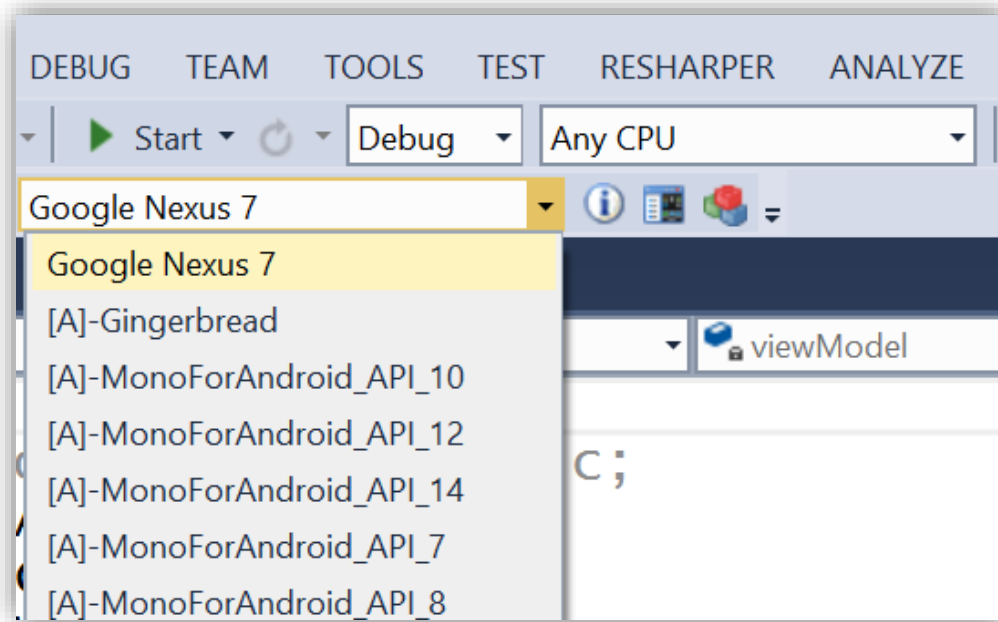 DEBUG TEAM TOOLS TEST RESHARPER ANALYZE
Start Debug Any CPU
Google Nexus 7
Google Nexus 7
[A]-Gingerbread
viewModel
[A]-MonoForAndroid_API_10
[A]-MonoForAndroid_API_12
c;
[A]-MonoForAndroid_API_14
[A]-MonoForAndroid_API_7
[A]-MonoForAndroid_API_8